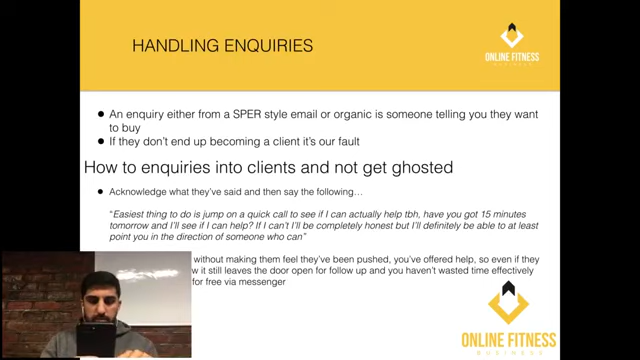 HANDLING ENQUIRIES
ONLINE FITNESS
BUSINESS
● An enquiry either from a SPER style email or organic is someone telling you they want
to buy
● If they don't end up becoming a client it's our fault
How to enquiries into clients and not get ghosted
● Acknowledge what they've said and then say the following…
"Easiest thing to do is jump on a quick call to see if I can actually help tbh, have you got 15 minutes
tomorrow and I'll see if I can help? If I can't I'll be completely honest but I'll definitely be able to at least
point you in the direction of someone who can"
without making them feel they've been pushed, you've offered help, so even if they
it still leaves the door open for follow up and you haven't wasted time effectively
for free via messenger
ONLINE FITNESS
BUSINESS